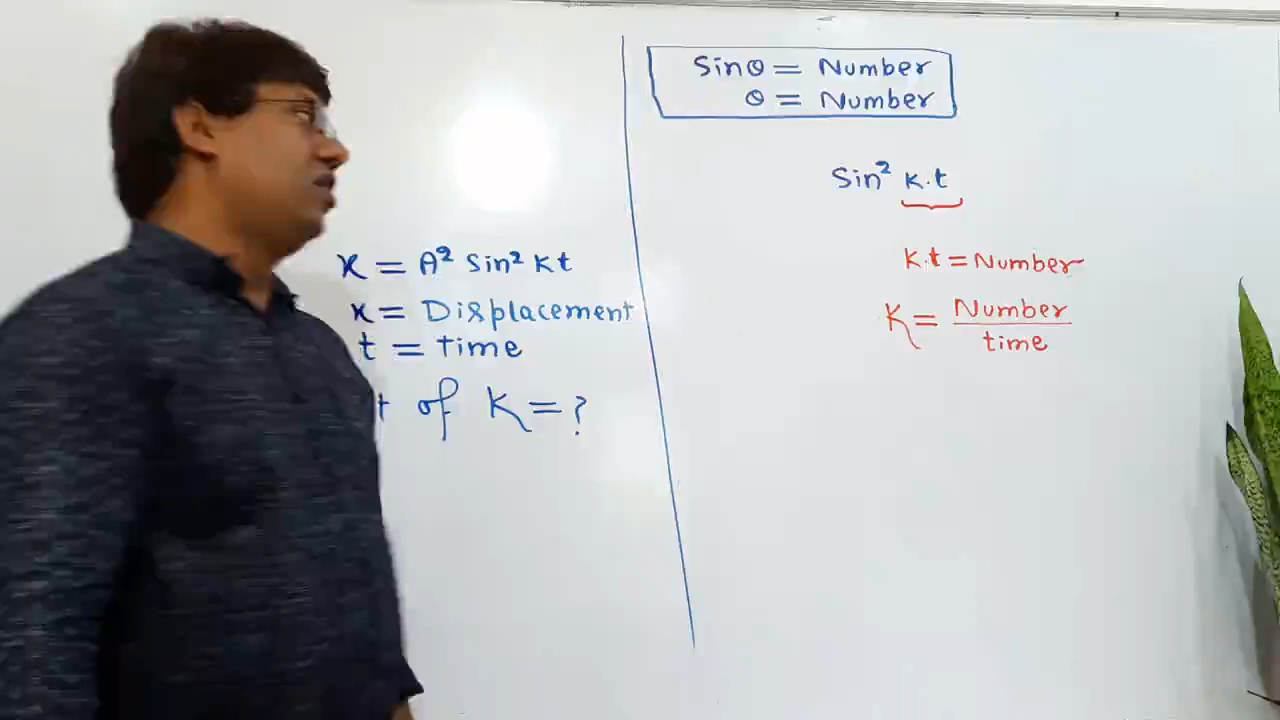 x = A² Sin² Kt
x = Displacement
t = time
of K = ?
Sinθ = Number
θ = Number
Sin² K.t
K.t = Number
K = Number
time